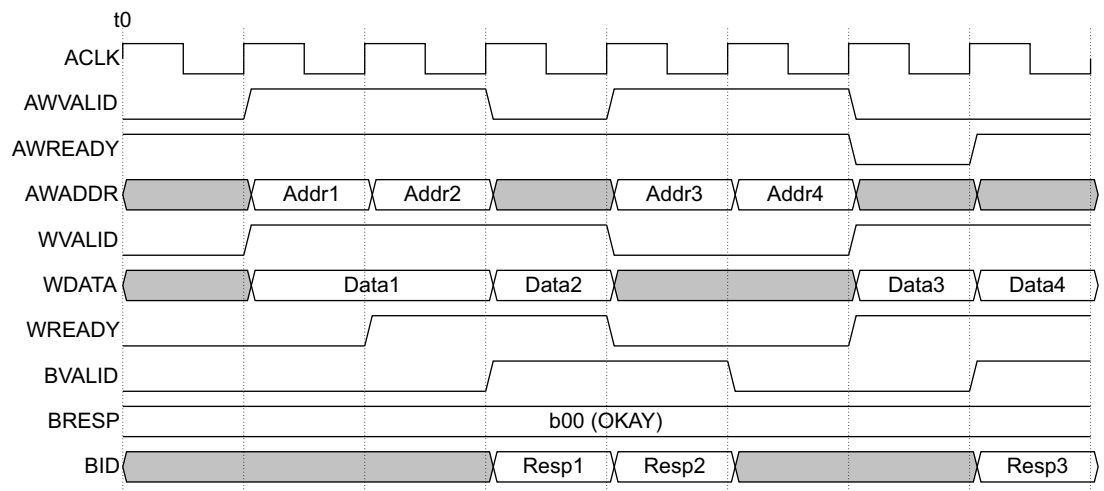 t0
ACLK
AWVALID
AWREADY
AWADDR Addr1 Addr2 Addr3 Addr4
WVALID
WDATA Data1 Data2 Data3 Data4
WREADY
BVALID
BRESP b00 (OKAY)
BID Resp1 Resp2 Resp3